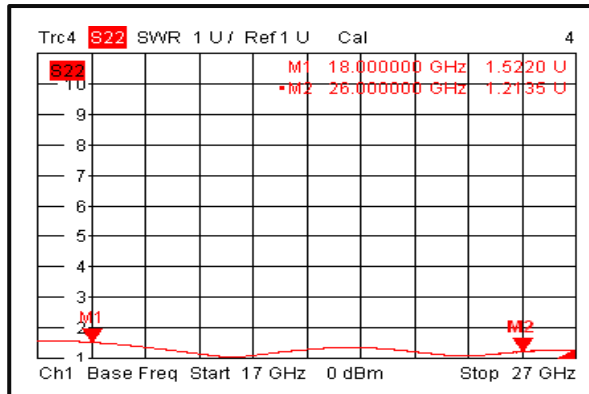 Trc4 S22 SWR 1 U / Ref 1 U Cal 4
S22
M1 18.000000 GHz 1.5220 U
•M2 26.000000 GHz 1.2135 U
10
9
8
7
6
5
4
3
2
1
M1
M2
Ch1 Base Freq Start 17 GHz 0 dBm Stop 27 GHz